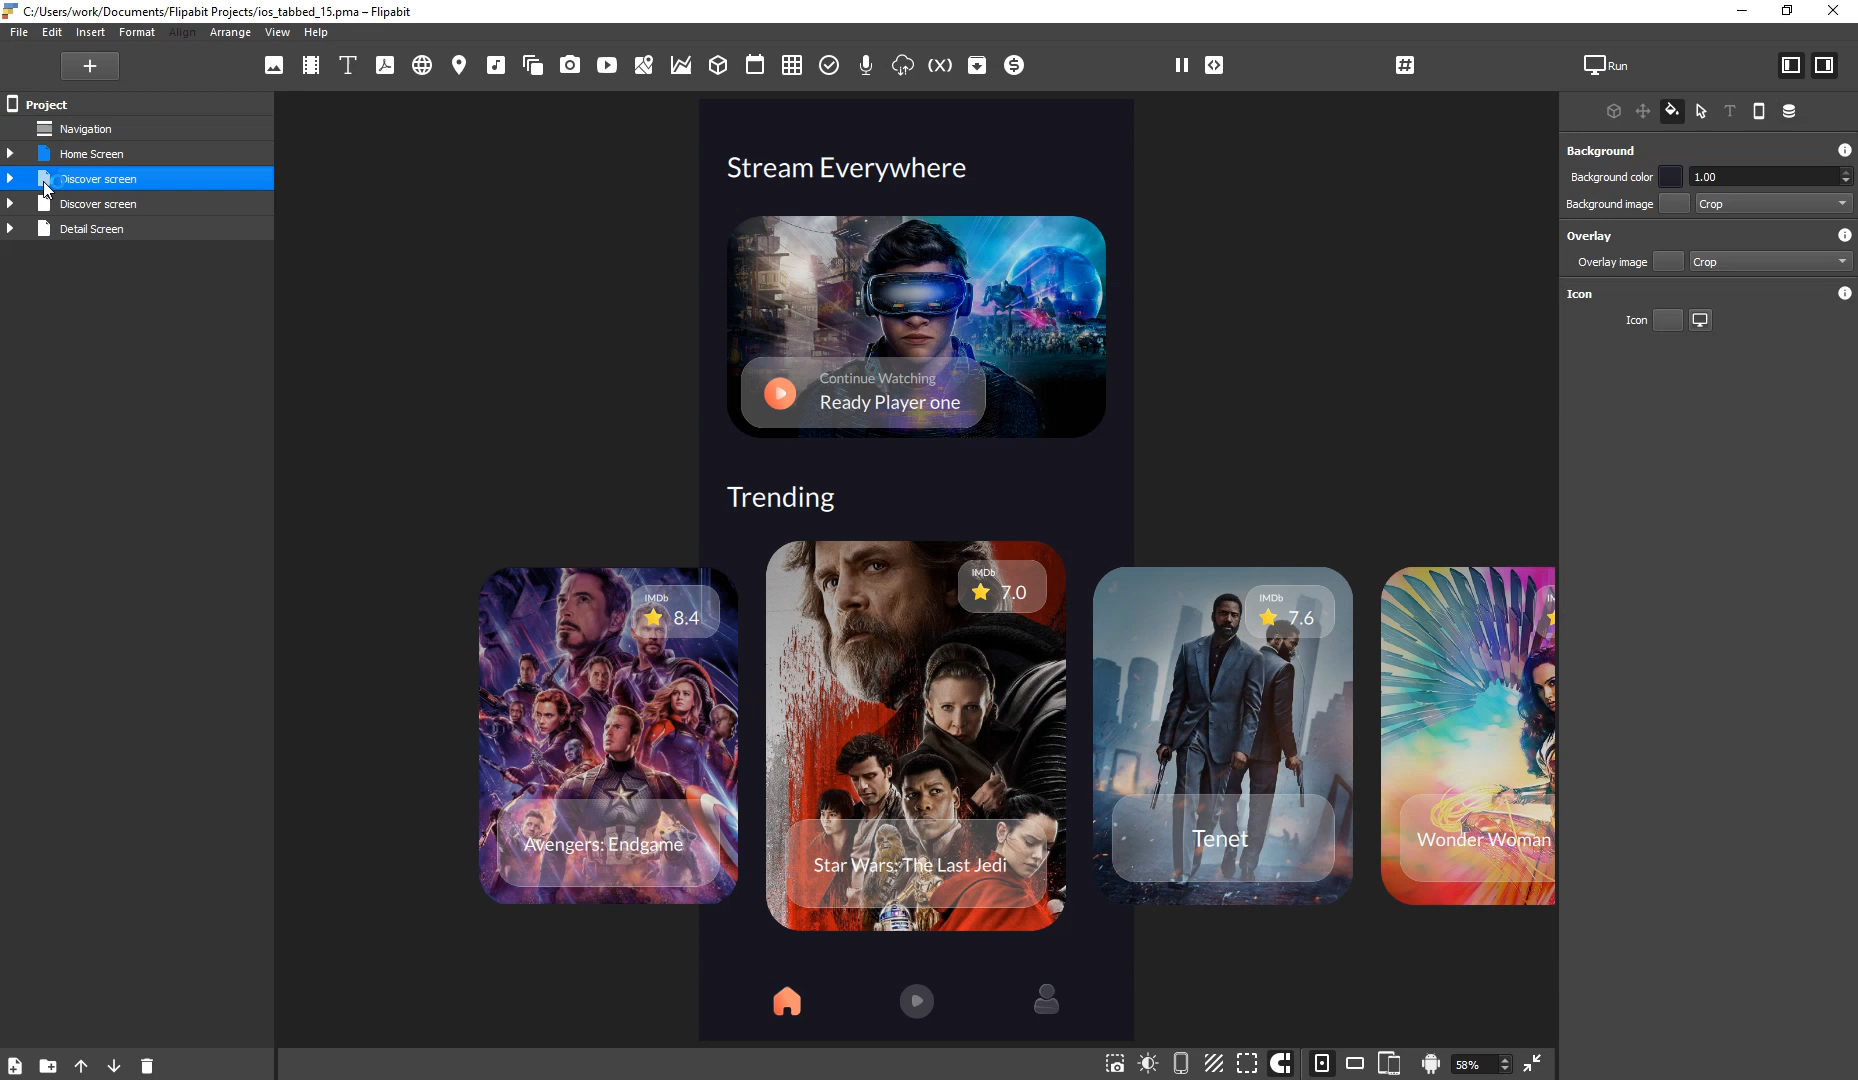 C:/Users/work/Documents/Flipabit Projects/ios_tabbed_15.pma – Flipabit
File Edit Insert Format Align Arrange View Help
Run
Project
Navigation
Home Screen
Discover screen
Discover screen
Detail Screen
Stream Everywhere
Continue Watching
Ready Player one
Trending
IMDb
8.4
Avengers: Endgame
IMDb
7.0
Star Wars: The Last Jedi
IMDb
7.6
Tenet
Wonder Woman
Background
Background color 1.00
Background image Crop
Overlay
Overlay image Crop
Icon
Icon
58%